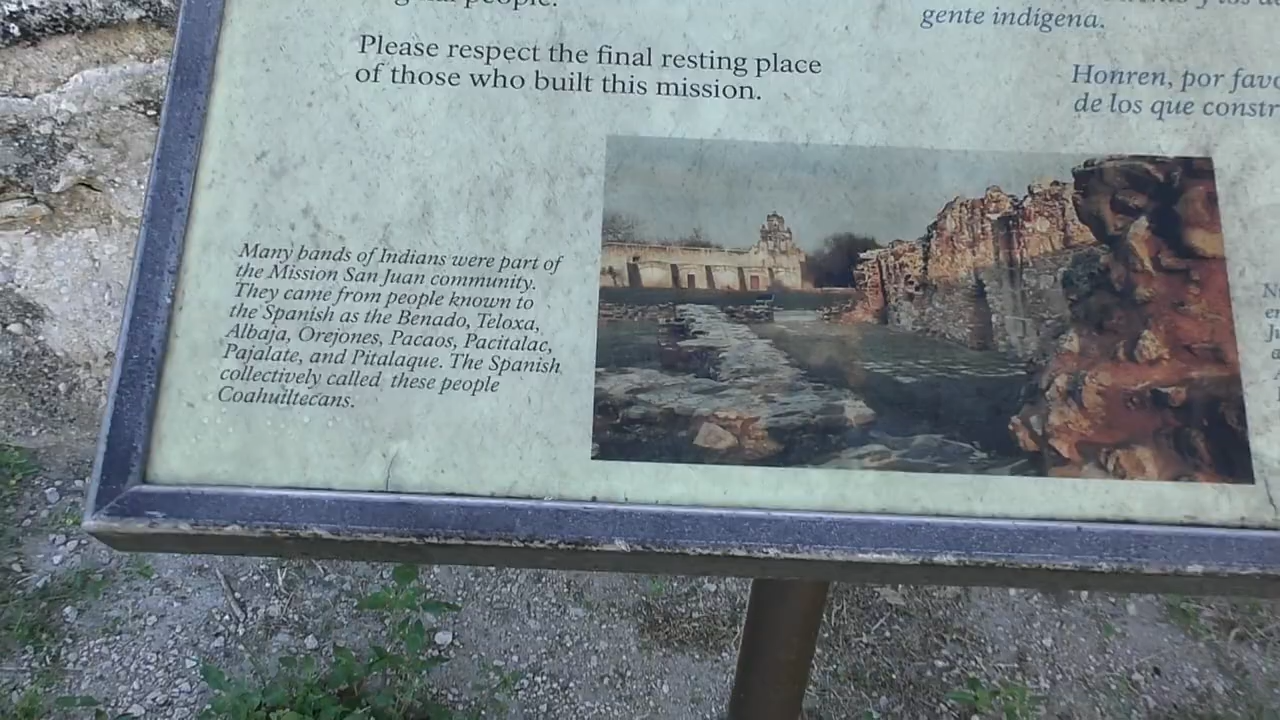 people.
Please respect the final resting place
of those who built this mission.
gente indígena.
Honren, por favo
de los que constr
Many bands of Indians were part of
the Mission San Juan community.
They came from people known to
the Spanish as the Benado, Teloxa,
Albaja, Orejones, Pacaos, Pacitalac,
Pajalate, and Pitalaque. The Spanish
collectively called these people
Coahuiltecans.